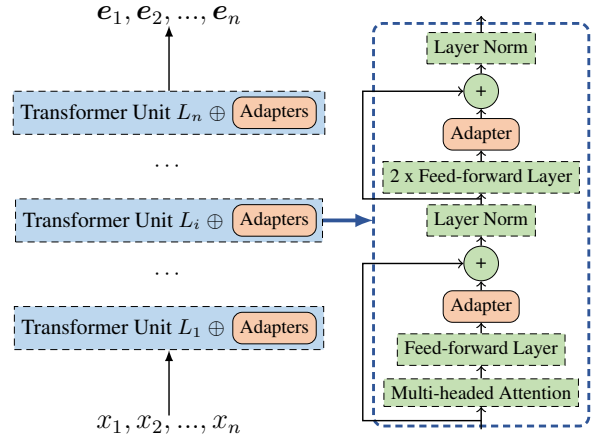 e₁, e₂, ..., eₙ
Transformer Unit Lₙ ⊕ Adapters
...
Transformer Unit Lᵢ ⊕ Adapters
...
Transformer Unit L₁ ⊕ Adapters
x₁, x₂, ..., xₙ
Layer Norm
+
Adapter
2 x Feed-forward Layer
Layer Norm
+
Adapter
Feed-forward Layer
Multi-headed Attention